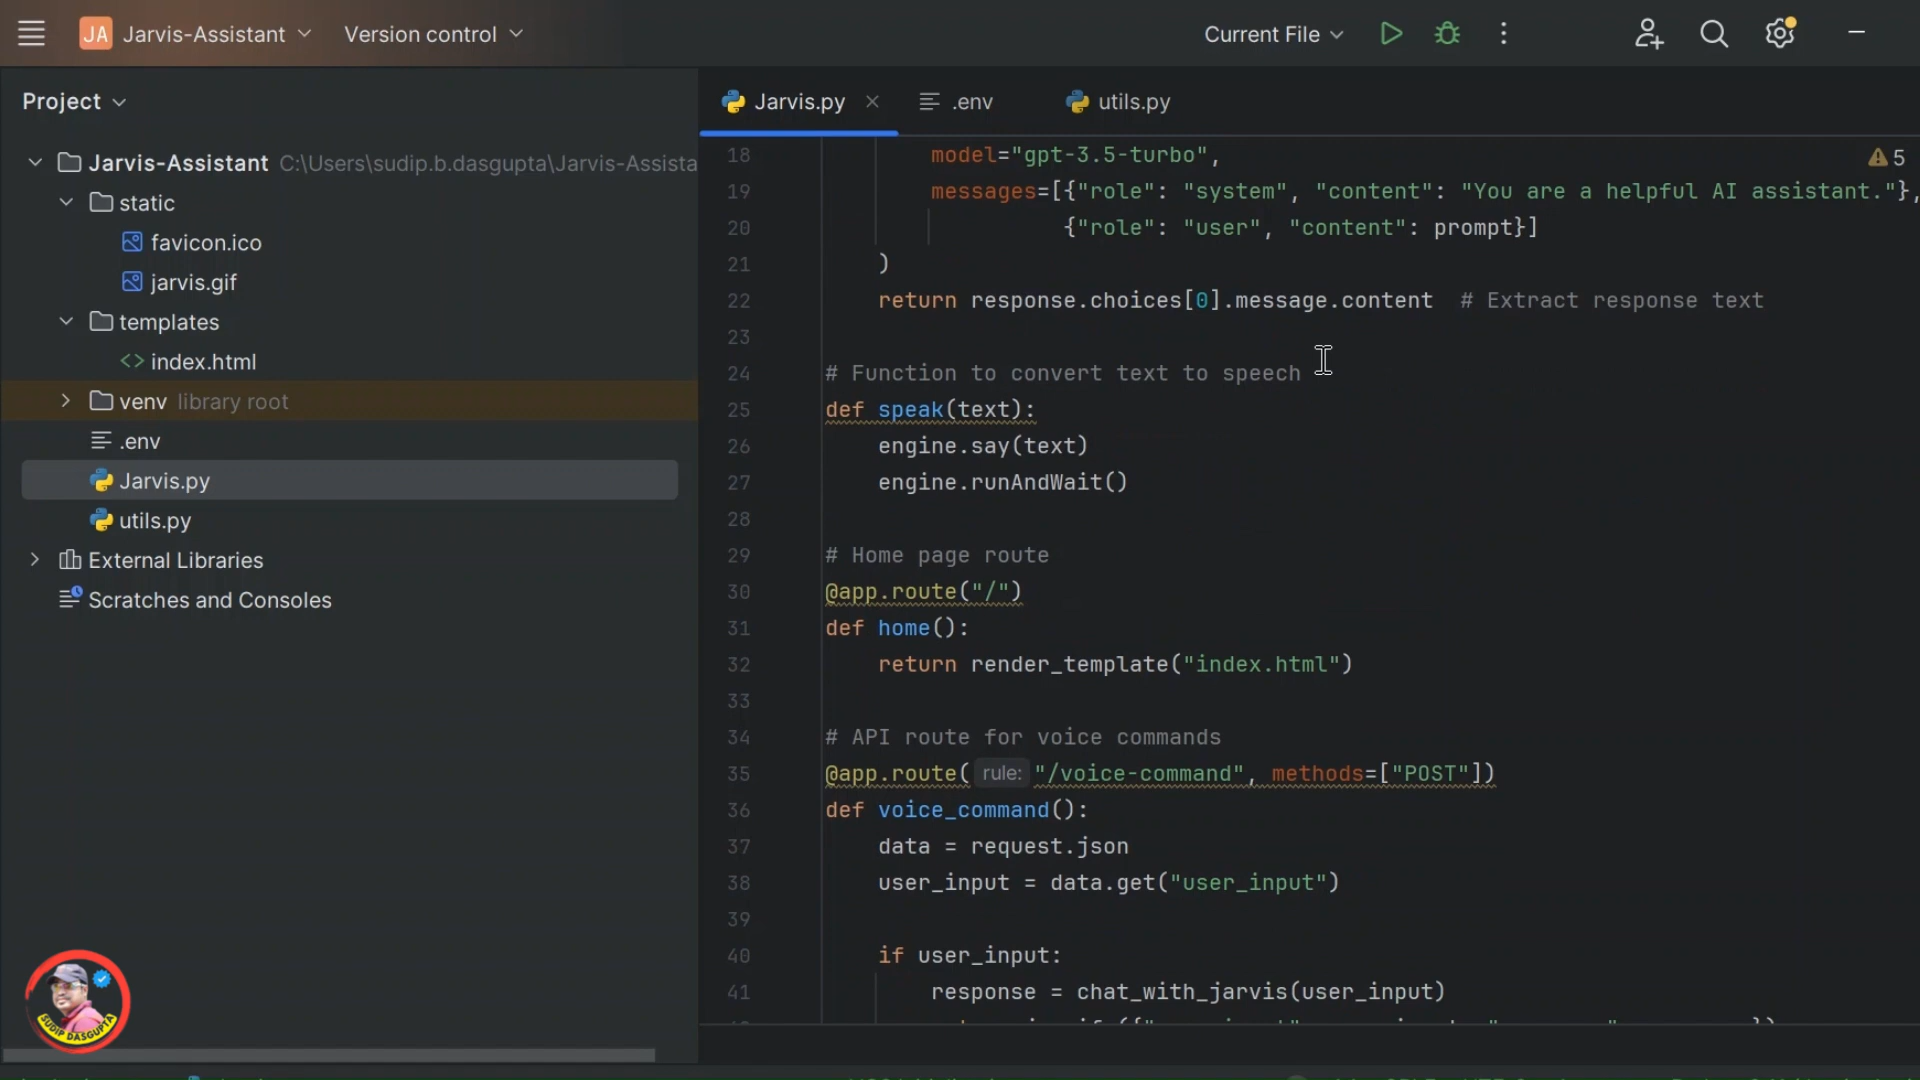 JA Jarvis-Assistant Version control Current File
Project
Jarvis-Assistant C:\Users\sudip.b.dasgupta\Jarvis-Assista
static
favicon.ico
jarvis.gif
templates
index.html
venv library root
.env
Jarvis.py
utils.py
External Libraries
Scratches and Consoles
SUDIP DASGUPTA
Jarvis.py .env utils.py
5
18 model="gpt-3.5-turbo",
19 messages=[{"role": "system", "content": "You are a helpful AI assistant."},
20 {"role": "user", "content": prompt}]
21 )
22 return response.choices[0].message.content # Extract response text
23
24 # Function to convert text to speech
25 def speak(text):
26 engine.say(text)
27 engine.runAndWait()
28
29 # Home page route
30 @app.route("/")
31 def home():
32 return render_template("index.html")
33
34 # API route for voice commands
35 @app.route( rule: "/voice-command", methods=["POST"])
36 def voice_command():
37 data = request.json
38 user_input = data.get("user_input")
39
40 if user_input:
41 response = chat_with_jarvis(user_input)